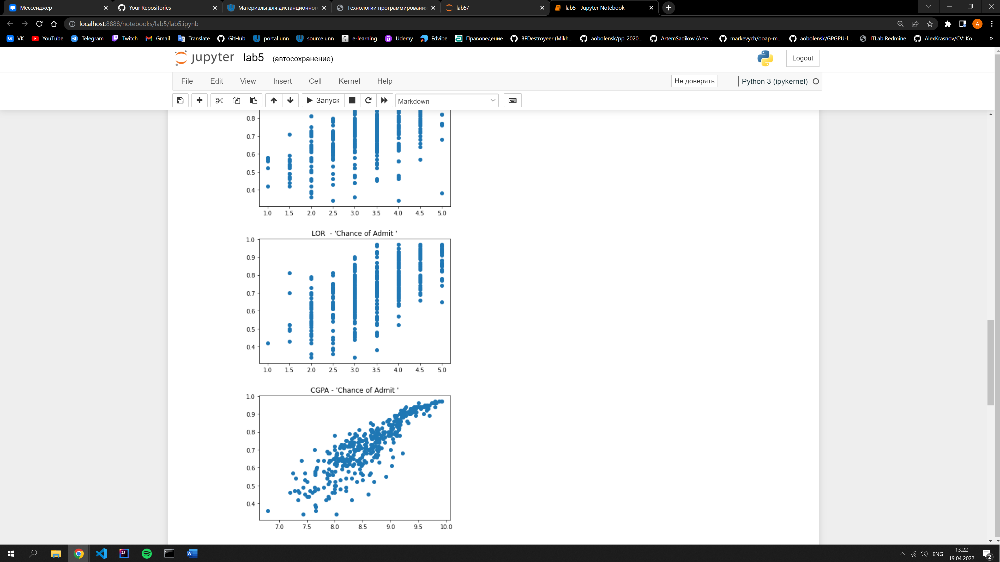 Мессенджер
Your Repositories
Материалы для дистанционног
Технологии программирования
lab5/
lab5 - Jupyter Notebook
localhost:8888/notebooks/lab5/lab5.ipynb
A
VK YouTube Telegram Twitch Gmail Translate GitHub portal unn source unn e-learning Udemy Edvibe Правоведение BFDestroyeer (Mikh... aobolensk/pp_2020... ArtemSadikov (Arte... markevych/ooap-m... aobolensk/GPGPU-l... ITLab Redmine AlexKrasnov/CV: Ко... »
jupyter lab5 (автосохранение)
Logout
File Edit View Insert Cell Kernel Help
Не доверять
Python 3 (ipykernel)
Запуск
Markdown
0.8
0.7
0.6
0.5
0.4
1.0 1.5 2.0 2.5 3.0 3.5 4.0 4.5 5.0
LOR  - 'Chance of Admit '
1.0
0.9
0.8
0.7
0.6
0.5
0.4
1.0 1.5 2.0 2.5 3.0 3.5 4.0 4.5 5.0
CGPA - 'Chance of Admit '
1.0
0.9
0.8
0.7
0.6
0.5
0.4
7.0 7.5 8.0 8.5 9.0 9.5 10.0
ENG
13:22
19.04.2022
2